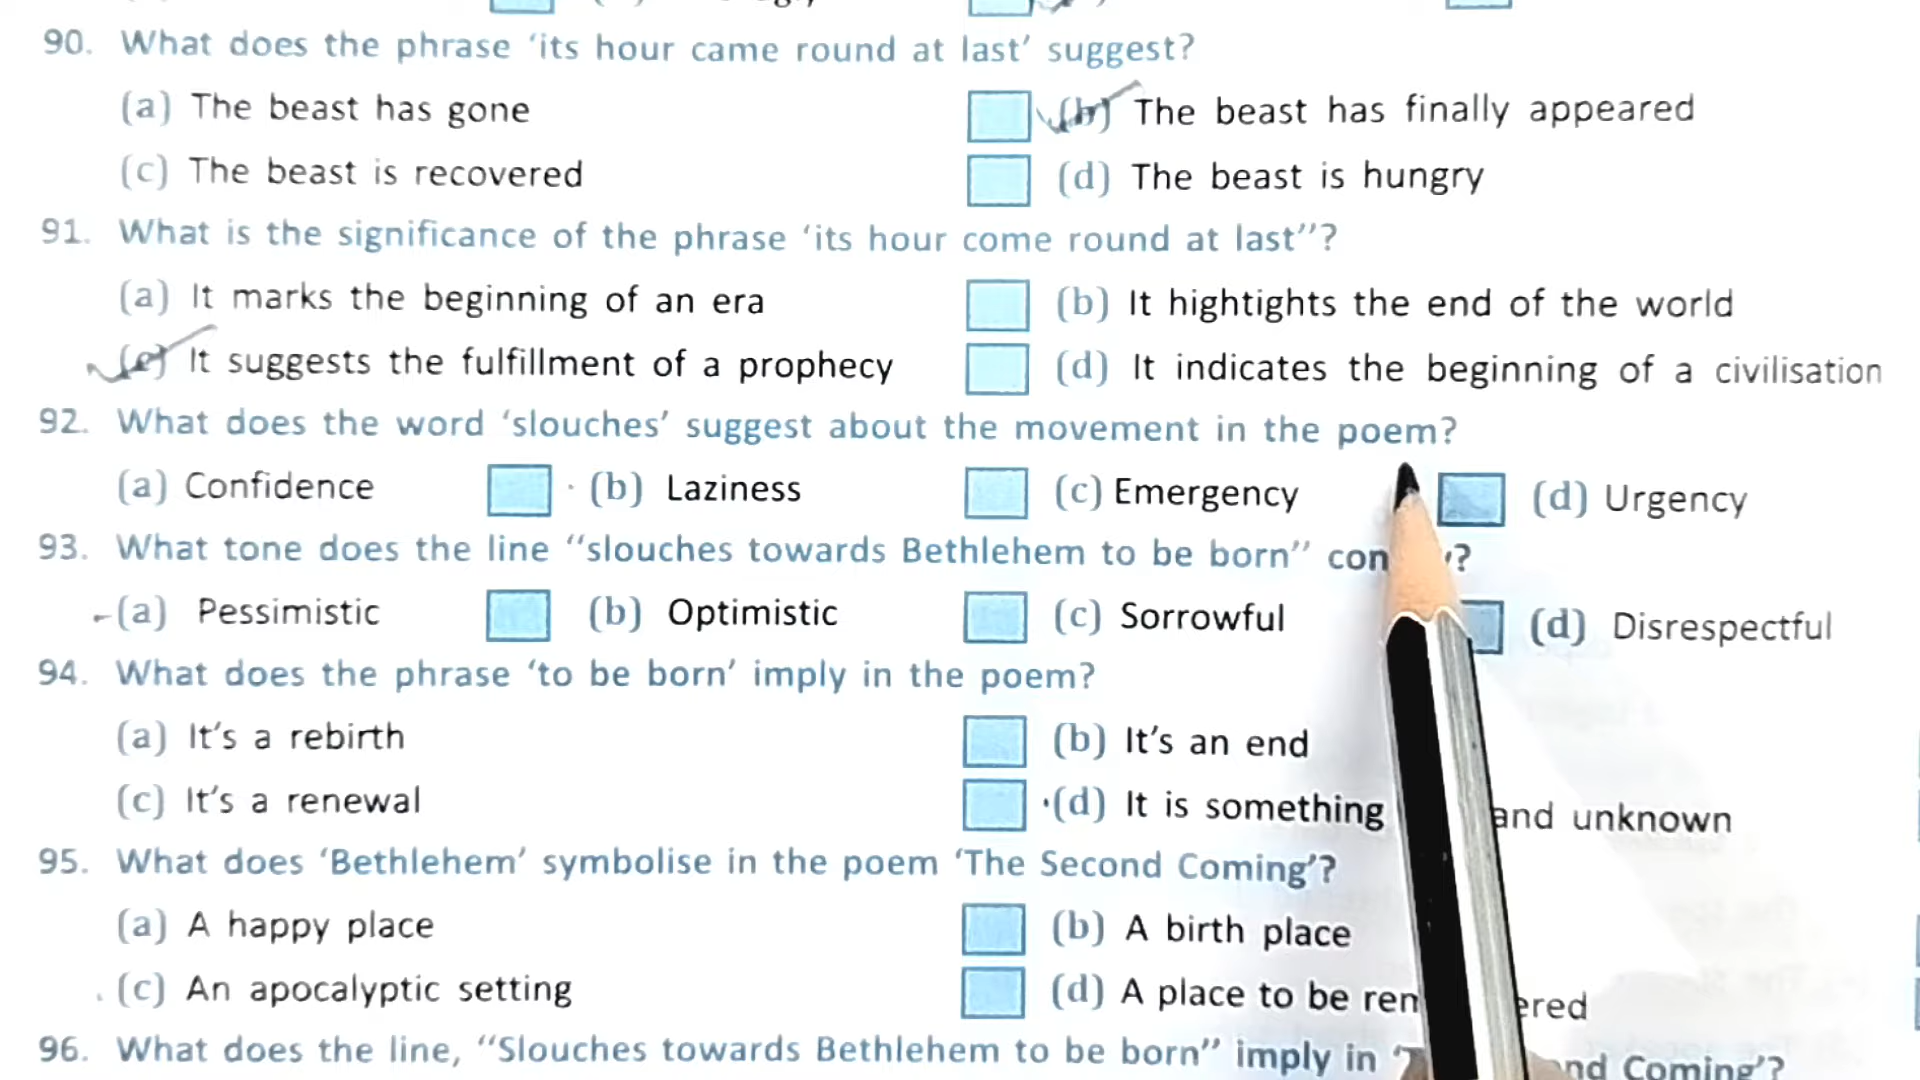 90. What does the phrase ‘its hour came round at last’ suggest?
(a) The beast has gone (b) The beast has finally appeared
(c) The beast is recovered (d) The beast is hungry
91. What is the significance of the phrase ‘its hour come round at last”?
(a) It marks the beginning of an era (b) It hightights the end of the world
(c) It suggests the fulfillment of a prophecy (d) It indicates the beginning of a civilisation
92. What does the word ‘slouches’ suggest about the movement in the poem?
(a) Confidence (b) Laziness (c) Emergency (d) Urgency
93. What tone does the line “slouches towards Bethlehem to be born”
(a) Pessimistic (b) Optimistic (c) Sorrowful (d) Disrespectful
94. What does the phrase ‘to be born’ imply in the poem?
(a) It’s a rebirth (b) It’s an end
(c) It’s a renewal (d) It is something and unknown
95. What does ‘Bethlehem’ symbolise in the poem ‘The Second Coming’?
(a) A happy place (b) A birth place
(c) An apocalyptic setting (d) A place to be
96. What does the line, “Slouches towards Bethlehem to be born” imply in Coming’?